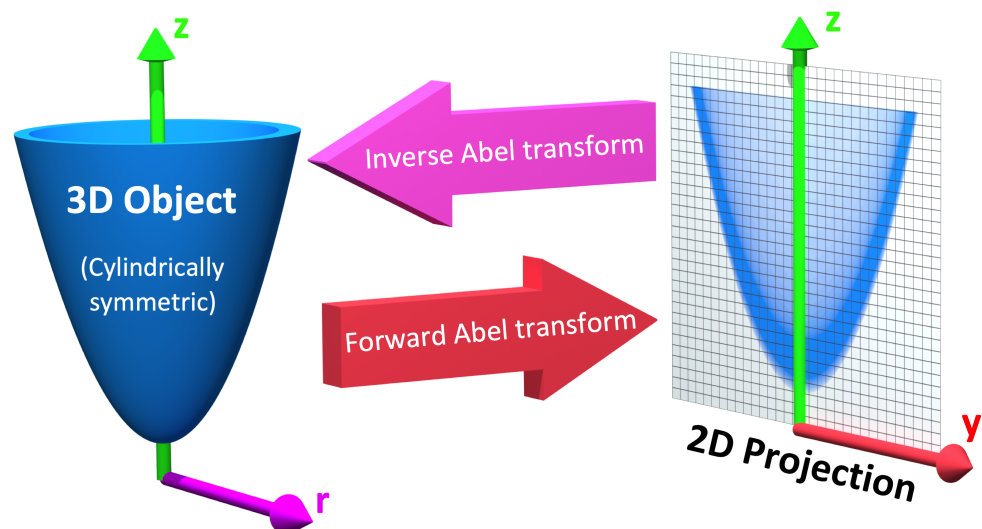 z
3D Object
(Cylindrically
symmetric)
r
Inverse Abel transform
Forward Abel transform
z
y
2D Projection